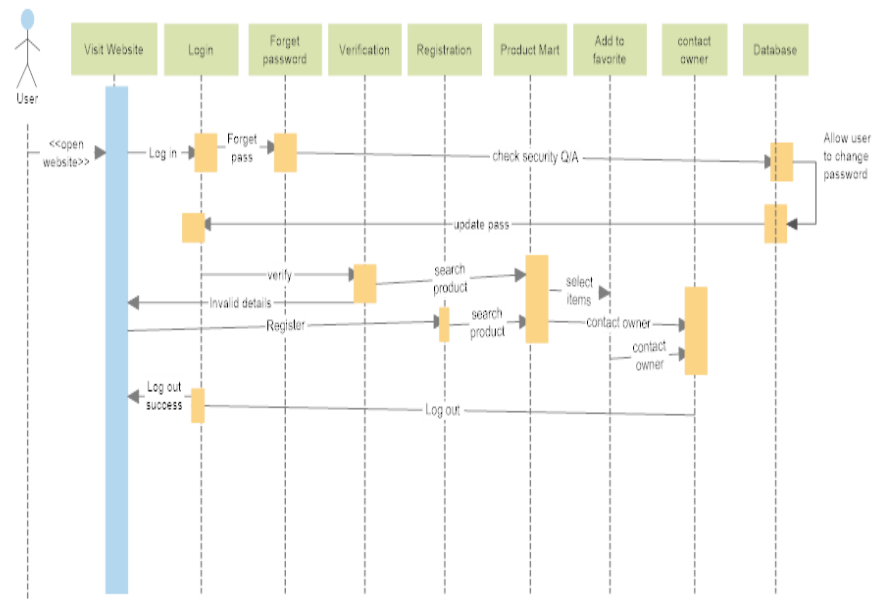 Visit Website
Login
Forget
password
Verification
Registration
Product Mart
Add to
favorite
contact
owner
Database
User
<<open
website>>
Log in
Forget
pass
check security Q/A
Allow user
to change
password
update pass
verify
search
product
select
items
Invalid details
Register
search
product
contact owner
contact
owner
Log out
success
Log out